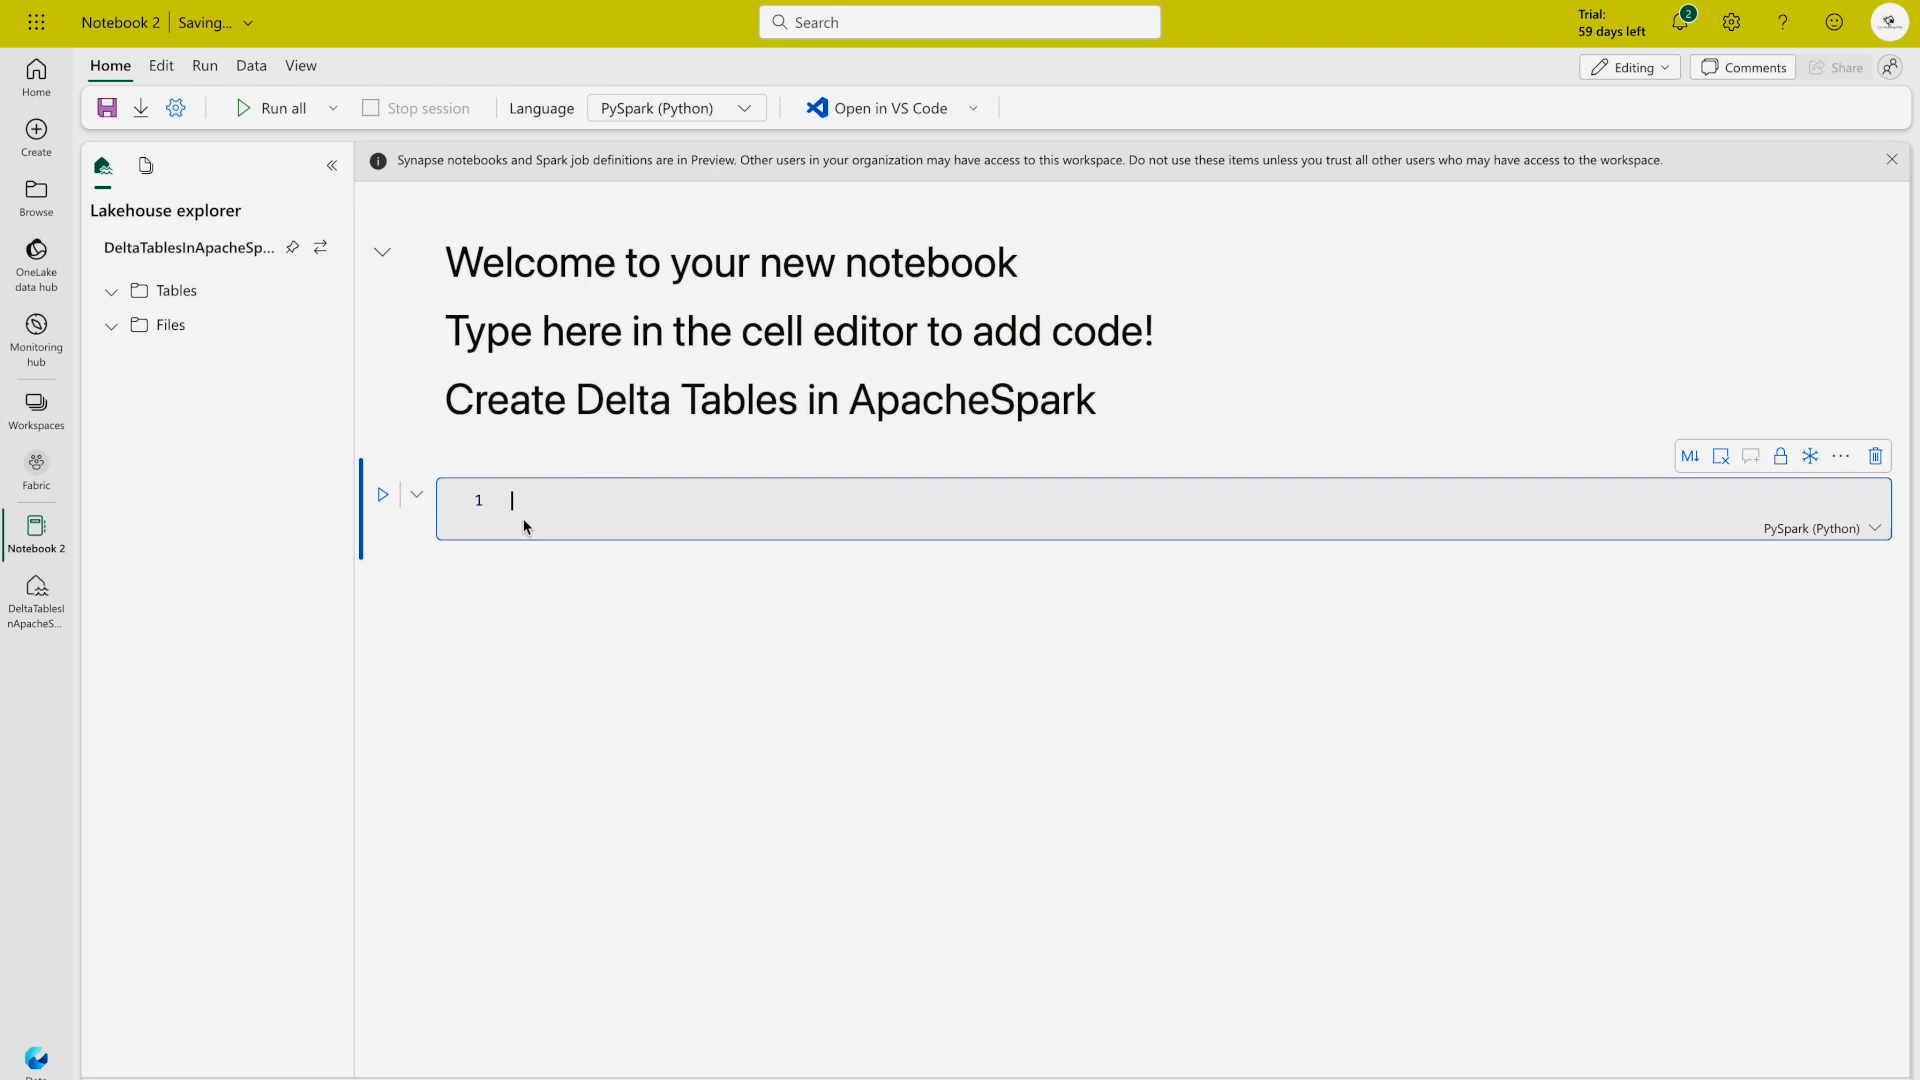 Notebook 2 | Saving...
Search
Trial:
59 days left
2
Home Edit Run Data View
Editing
Comments
Share
Run all
Stop session
Language
PySpark (Python)
Open in VS Code
Home
Create
Browse
OneLake
data hub
Monitoring
hub
Workspaces
Fabric
Notebook 2
DeltaTablesI
nApacheS...
Lakehouse explorer
DeltaTablesInApacheSp...
Tables
Files
Synapse notebooks and Spark job definitions are in Preview. Other users in your organization may have access to this workspace. Do not use these items unless you trust all other users who may have access to the workspace.
Welcome to your new notebook
Type here in the cell editor to add code!
Create Delta Tables in ApacheSpark
M↓
1
PySpark (Python)